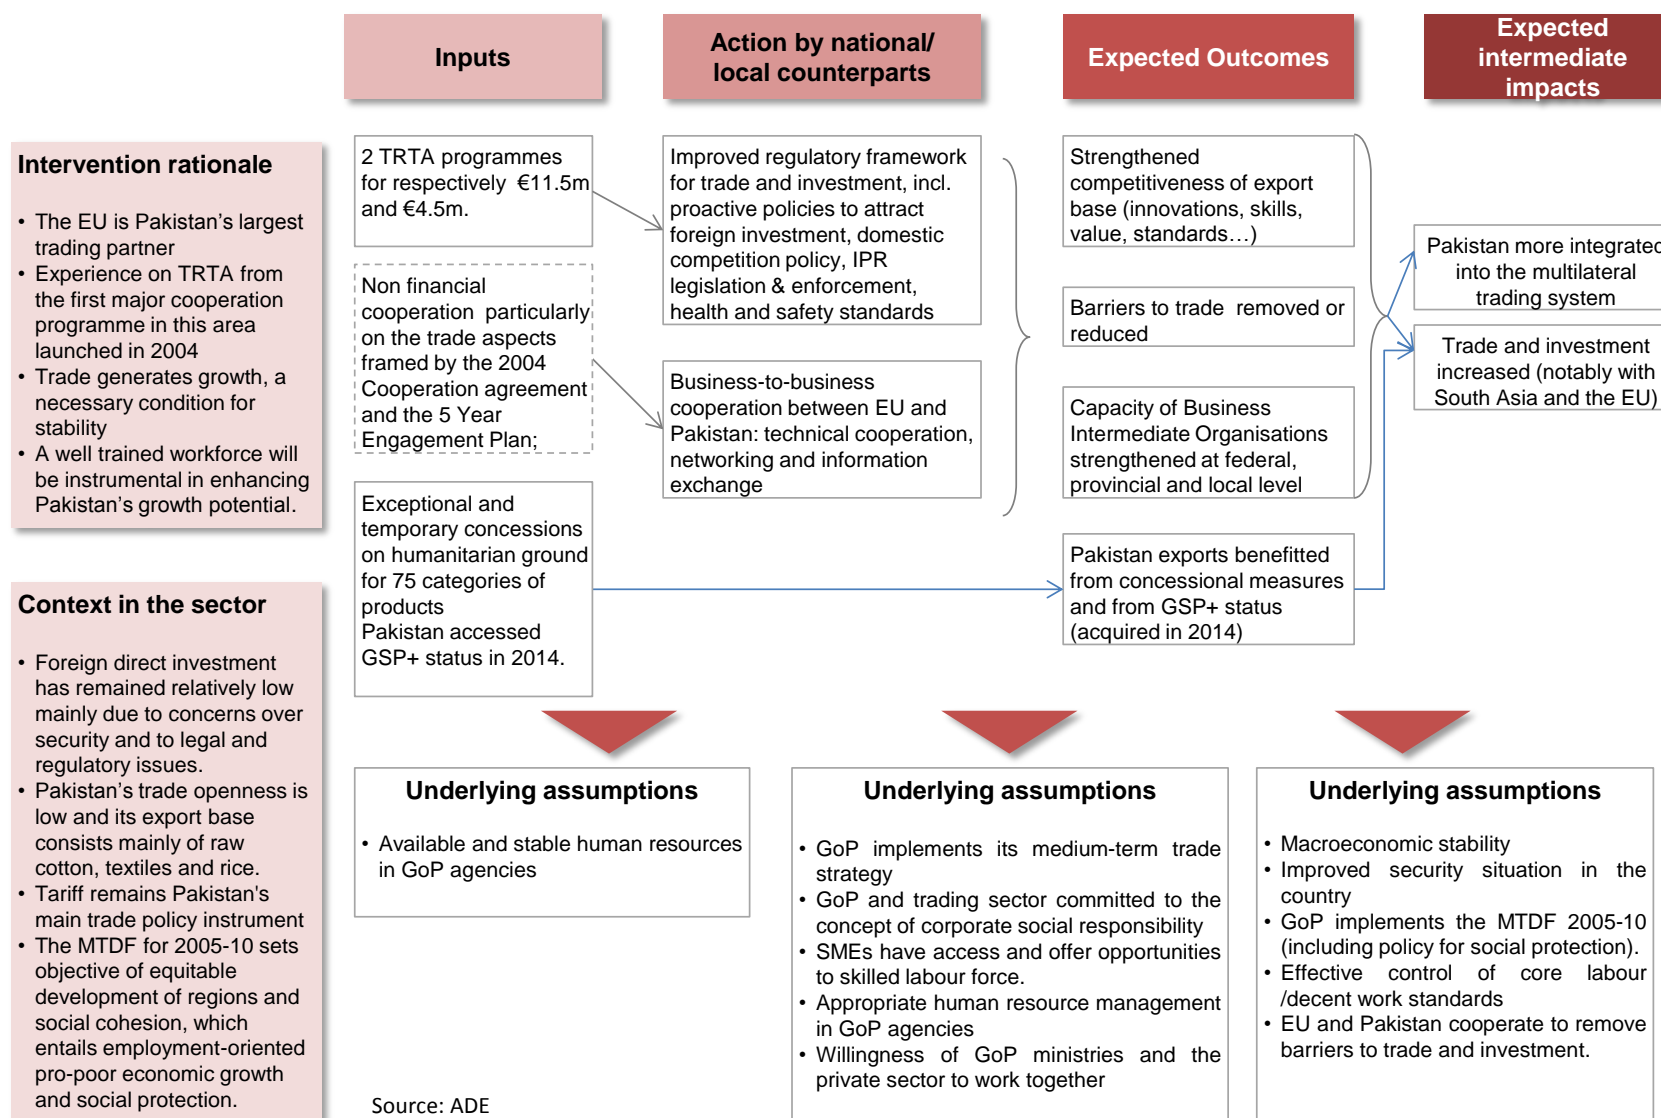 Inputs
Action by national/
local counterparts
Expected Outcomes
Expected
intermediate
impacts
Intervention rationale
• The EU is Pakistan’s largest
trading partner
• Experience on TRTA from
the first major cooperation
programme in this area
launched in 2004
• Trade generates growth, a
necessary condition for
stability
• A well trained workforce will
be instrumental in enhancing
Pakistan’s growth potential.
Context in the sector
• Foreign direct investment
has remained relatively low
mainly due to concerns over
security and to legal and
regulatory issues.
• Pakistan’s trade openness is
low and its export base
consists mainly of raw
cotton, textiles and rice.
• Tariff remains Pakistan's
main trade policy instrument
• The MTDF for 2005-10 sets
objective of equitable
development of regions and
social cohesion, which
entails employment-oriented
pro-poor economic growth
and social protection.
2 TRTA programmes
for respectively €11.5m
and €4.5m.
Non financial
cooperation particularly
on the trade aspects
framed by the 2004
Cooperation agreement
and the 5 Year
Engagement Plan;
Exceptional and
temporary concessions
on humanitarian ground
for 75 categories of
products
Pakistan accessed
GSP+ status in 2014.
Improved regulatory framework
for trade and investment, incl.
proactive policies to attract
foreign investment, domestic
competition policy, IPR
legislation & enforcement,
health and safety standards
Business-to-business
cooperation between EU and
Pakistan: technical cooperation,
networking and information
exchange
Strengthened
competitiveness of export
base (innovations, skills,
value, standards…)
Barriers to trade removed or
reduced
Capacity of Business
Intermediate Organisations
strengthened at federal,
provincial and local level
Pakistan exports benefitted
from concessional measures
and from GSP+ status
(acquired in 2014)
Pakistan more integrated
into the multilateral
trading system
Trade and investment
increased (notably with
South Asia and the EU)
Underlying assumptions
• Available and stable human resources
in GoP agencies
Underlying assumptions
• GoP implements its medium-term trade
strategy
• GoP and trading sector committed to the
concept of corporate social responsibility
• SMEs have access and offer opportunities
to skilled labour force.
• Appropriate human resource management
in GoP agencies
• Willingness of GoP ministries and the
private sector to work together
Underlying assumptions
• Macroeconomic stability
• Improved security situation in the
country
• GoP implements the MTDF 2005-10
(including policy for social protection).
• Effective control of core labour
/decent work standards
• EU and Pakistan cooperate to remove
barriers to trade and investment.
Source: ADE